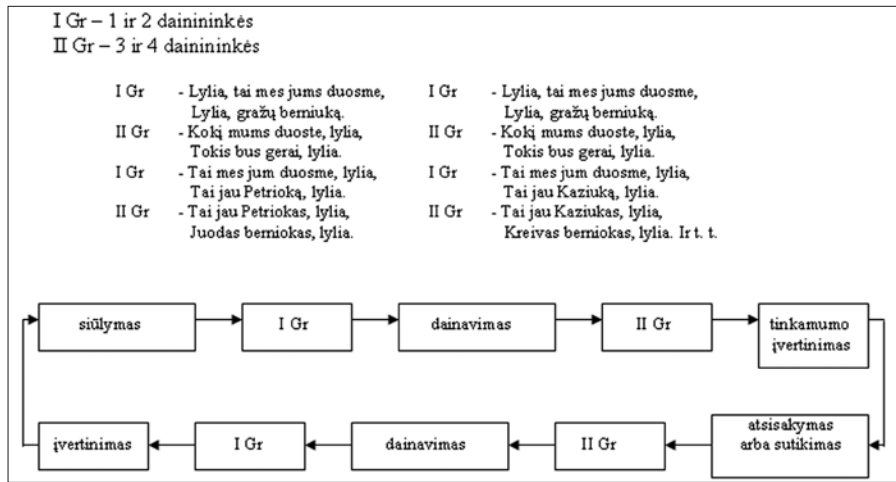 I Gr – 1 ir 2 dainininkės
II Gr – 3 ir 4 dainininkės
I Gr - Lylia, tai mes jums duosme,
Lylia, gražų berniuką.
II Gr - Kokį mums duoste, lylia,
Tokis bus gerai, lylia.
I Gr - Tai mes jum duosme, lylia,
Tai jau Petrioką, lylia.
II Gr - Tai jau Petriokas, lylia,
Juodas berniokas, lylia.
I Gr - Lylia, tai mes jums duosme,
Lylia, gražų berniuką.
II Gr - Kokį mums duoste, lylia,
Tokis bus gerai, lylia.
I Gr - Tai mes jum duosme, lylia,
Tai jau Kaziuką, lylia.
II Gr - Tai jau Kaziukas, lylia,
Kreivas berniokas, lylia. Ir t. t.
siūlymas
I Gr
dainavimas
II Gr
tinkamumo
įvertinimas
atsisakymas
arba sutikimas
II Gr
dainavimas
I Gr
įvertinimas